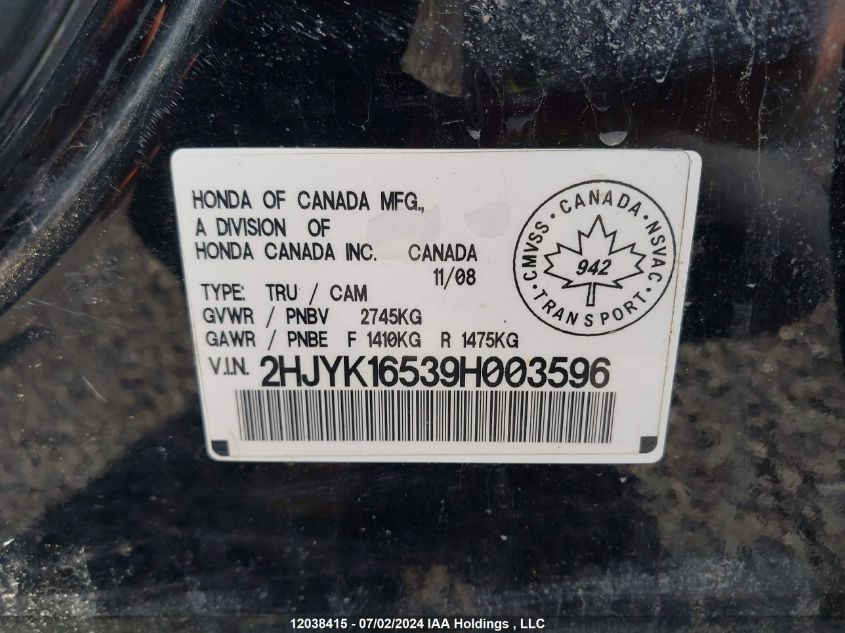 HONDA OF CANADA MFG.,
A DIVISION OF
HONDA CANADA INC. CANADA
11/08
TYPE: TRU / CAM
GVWR / PNBV 2745KG
GAWR / PNBE F 1410KG R 1475KG
V.I.N. 2HJYK16539H003596
CMVSS · CANADA · NSVAC · TRANSPORT ·
942
12038415 - 07/02/2024 IAA Holdings , LLC